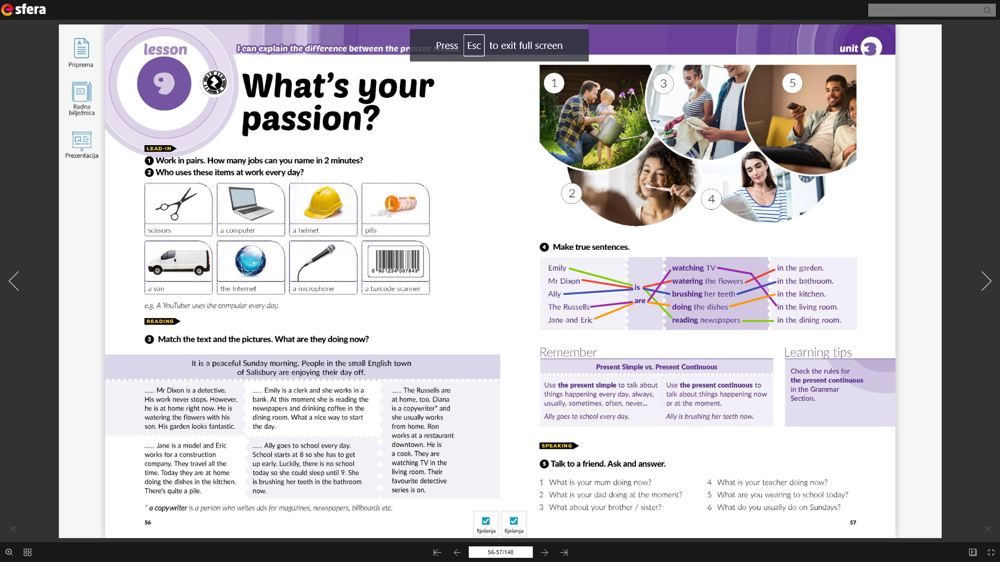 sfera
Press Esc to exit full screen
Priprema
Radna
bilježnica
Prezentacija
lesson
9
I can explain the difference between the present tenses.
unit 3
What's your
passion?
LEAD-IN
1 Work in pairs. How many jobs can you name in 2 minutes?
2 Who uses these items at work every day?
scissors
a computer
a helmet
pills
a van
the Internet
a microphone
6 901234 567843
a barcode scanner
e.g. A YouTuber uses the computer every day.
READING
3 Match the text and the pictures. What are they doing now?
It is a peaceful Sunday morning. People in the small English town
of Salisbury are enjoying their day off.
...... Mr Dixon is a detective.
His work never stops. However,
he is at home right now. He is
watering the flowers with his
son. His garden looks fantastic.
...... Emily is a clerk and she works in a
bank. At this moment she is reading the
newspapers and drinking coffee in the
dining room. What a nice way to start
the day.
...... The Russells are
at home, too. Diana
is a copywriter* and
she usually works
from home. Ron
works at a restaurant
downtown. He is
a cook. They are
watching TV in the
living room. Their
favourite detective
series is on.
...... Jane is a model and Eric
works for a construction
company. They travel all the
time. Today they are at home
doing the dishes in the kitchen.
There's quite a pile.
...... Ally goes to school every day.
School starts at 8 so she has to get
up early. Luckily, there is no school
today so she could sleep until 9. She
is brushing her teeth in the bathroom
now.
* a copywriter is a person who writes ads for magazines, newspapers, billboards etc.
56
Rješenja
Rješenja
1
3
5
2
4
4 Make true sentences.
Emily
Mr Dixon
Ally
The Russells
Jane and Eric
is
are
watching TV
watering the flowers
brushing her teeth
doing the dishes
reading newspapers
in the garden.
in the bathroom.
in the kitchen.
in the living room.
in the dining room.
Remember
Present Simple vs. Present Continuous
Use the present simple to talk about
things happening every day, always,
usually, sometimes, often, never...
Ally goes to school every day.
Use the present continuous to
talk about things happening now
or at the moment.
Ally is brushing her teeth now.
Learning tips
Check the rules for
the present continuous
in the Grammar
Section.
SPEAKING
5 Talk to a friend. Ask and answer.
1 What is your mum doing now?
2 What is your dad doing at the moment?
3 What about your brother / sister?
4 What is your teacher doing now?
5 What are you wearing to school today?
6 What do you usually do on Sundays?
57
56-57/140